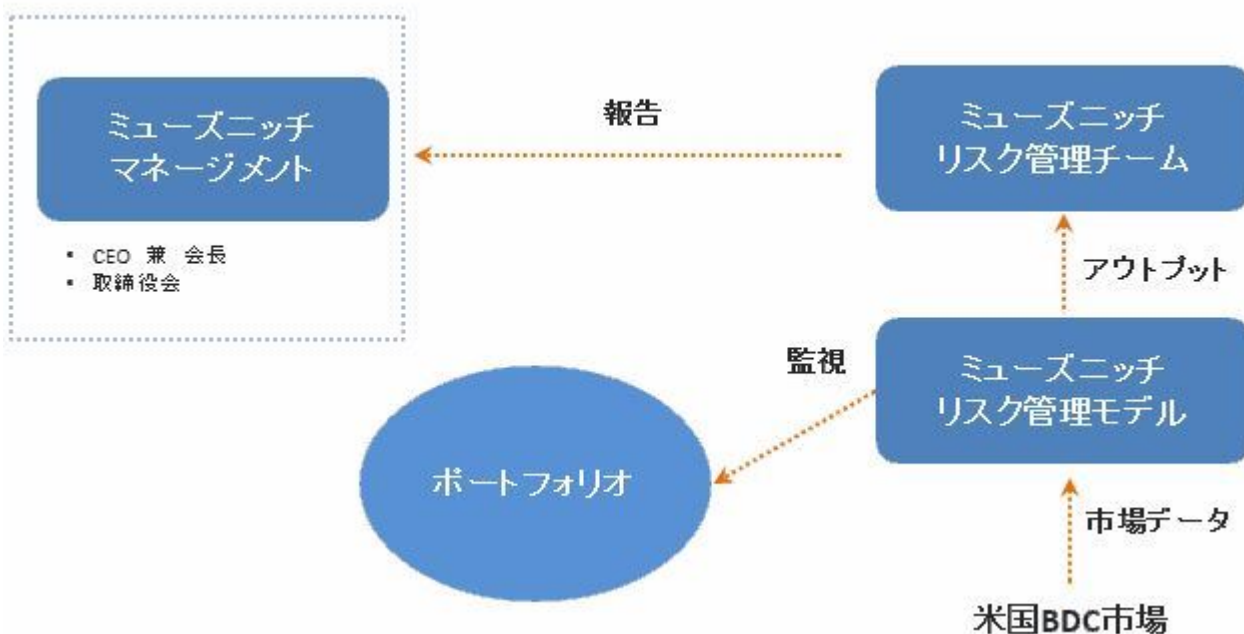 ミューズニッチ
マネージメント
▪ CEO 兼 会長
▪ 取締役会
報告
ミューズニッチ
リスク管理チーム
アウトプット
監視
ミューズニッチ
リスク管理モデル
ポートフォリオ
市場データ
米国BDC市場